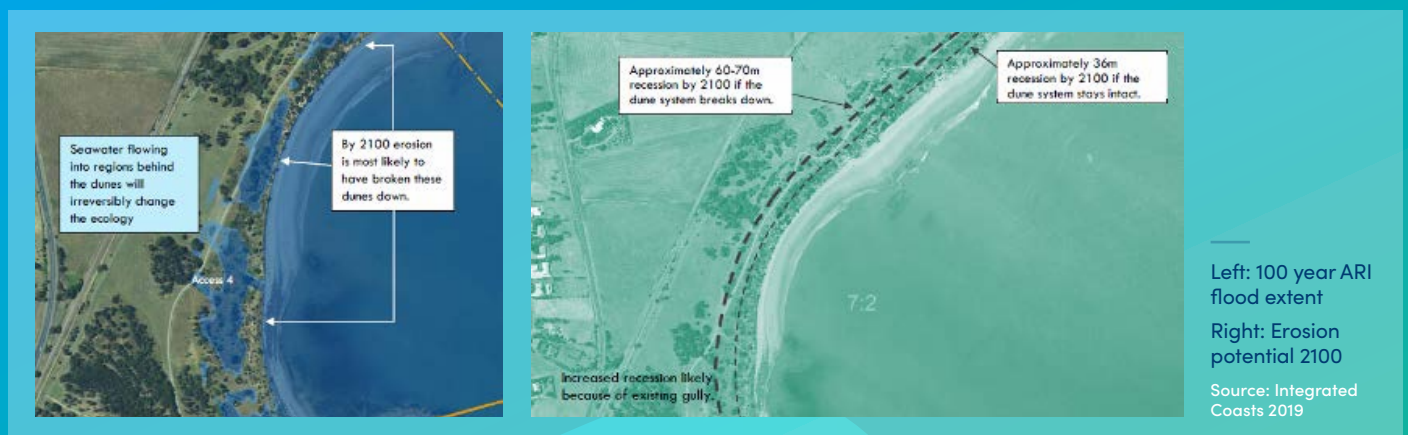 Seawater flowing
into regions behind
the dunes will
irreversibly change
the ecology
By 2100 erosion
is most likely to
have broken these
dunes down.
Access 4
Approximately 60-70m
recession by 2100 if the
dune system breaks down.
Approximately 36m
recession by 2100 if the
dune system stays intact.
7:2
Increased recession likely
because of existing gully.
Left: 100 year ARI
flood extent
Right: Erosion
potential 2100
Source: Integrated
Coasts 2019